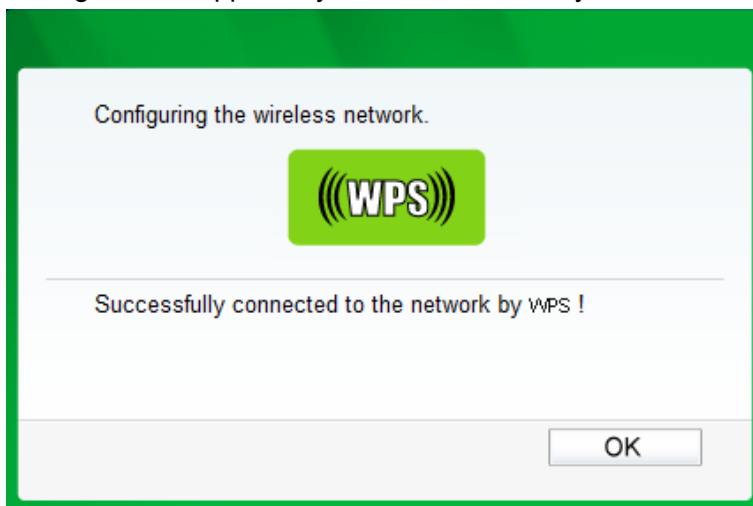 Configuring the wireless network.
(((WPS)))
Successfully connected to the network by WPS !
OK